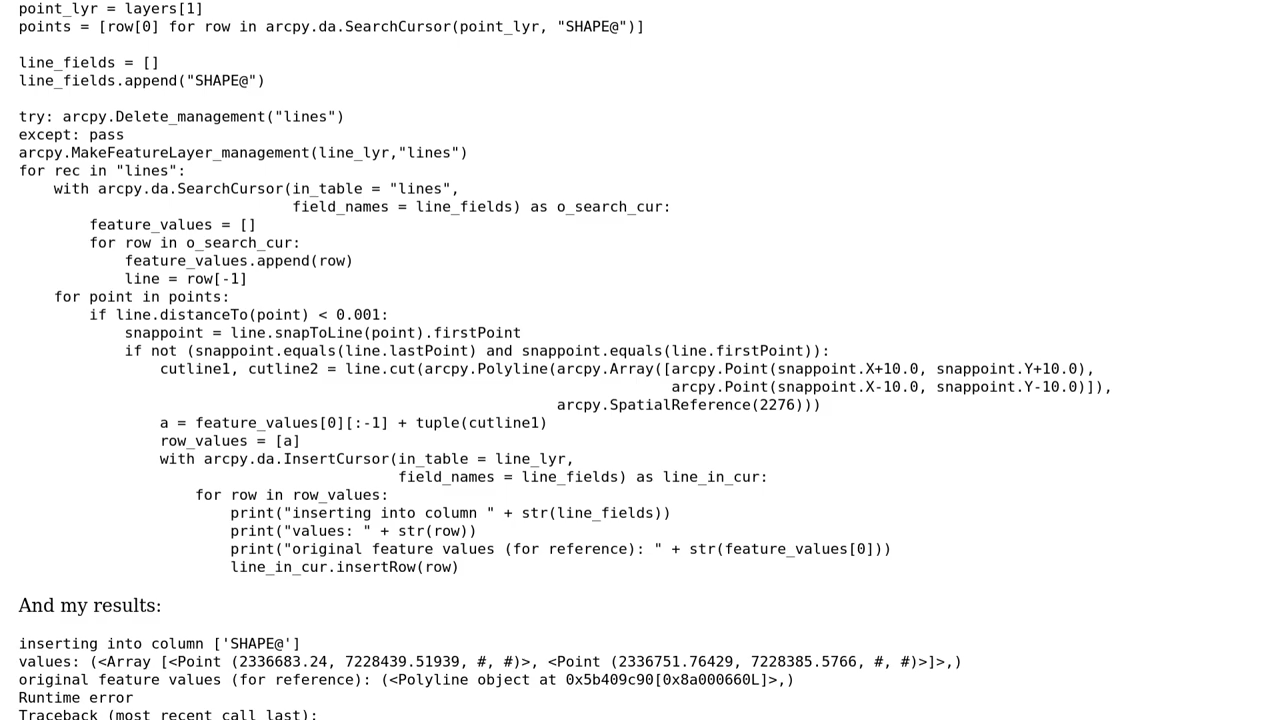 point_lyr = layers[1]
points = [row[0] for row in arcpy.da.SearchCursor(point_lyr, "SHAPE@")]
line_fields = []
line_fields.append("SHAPE@")
try: arcpy.Delete_management("lines")
except: pass
arcpy.MakeFeatureLayer_management(line_lyr,"lines")
for rec in "lines":
    with arcpy.da.SearchCursor(in_table = "lines",
                               field_names = line_fields) as o_search_cur:
        feature_values = []
        for row in o_search_cur:
            feature_values.append(row)
            line = row[-1]
    for point in points:
        if line.distanceTo(point) < 0.001:
            snappoint = line.snapToLine(point).firstPoint
            if not (snappoint.equals(line.lastPoint) and snappoint.equals(line.firstPoint)):
                cutline1, cutline2 = line.cut(arcpy.Polyline(arcpy.Array([arcpy.Point(snappoint.X+10.0, snappoint.Y+10.0),
                                                                          arcpy.Point(snappoint.X-10.0, snappoint.Y-10.0)]),
                                                             arcpy.SpatialReference(2276)))
                a = feature_values[0][:-1] + tuple(cutline1)
                row_values = [a]
                with arcpy.da.InsertCursor(in_table = line_lyr,
                                           field_names = line_fields) as line_in_cur:
                    for row in row_values:
                        print("inserting into column " + str(line_fields))
                        print("values: " + str(row))
                        print("original feature values (for reference): " + str(feature_values[0]))
                        line_in_cur.insertRow(row)
And my results:
inserting into column ['SHAPE@']
values: (<Array [<Point (2336683.24, 7228439.51939, #, #)>, <Point (2336751.76429, 7228385.5766, #, #)>]>,)
original feature values (for reference): (<Polyline object at 0x5b409c90[0x8a000660L]>,)
Runtime error
Traceback (most recent call last):